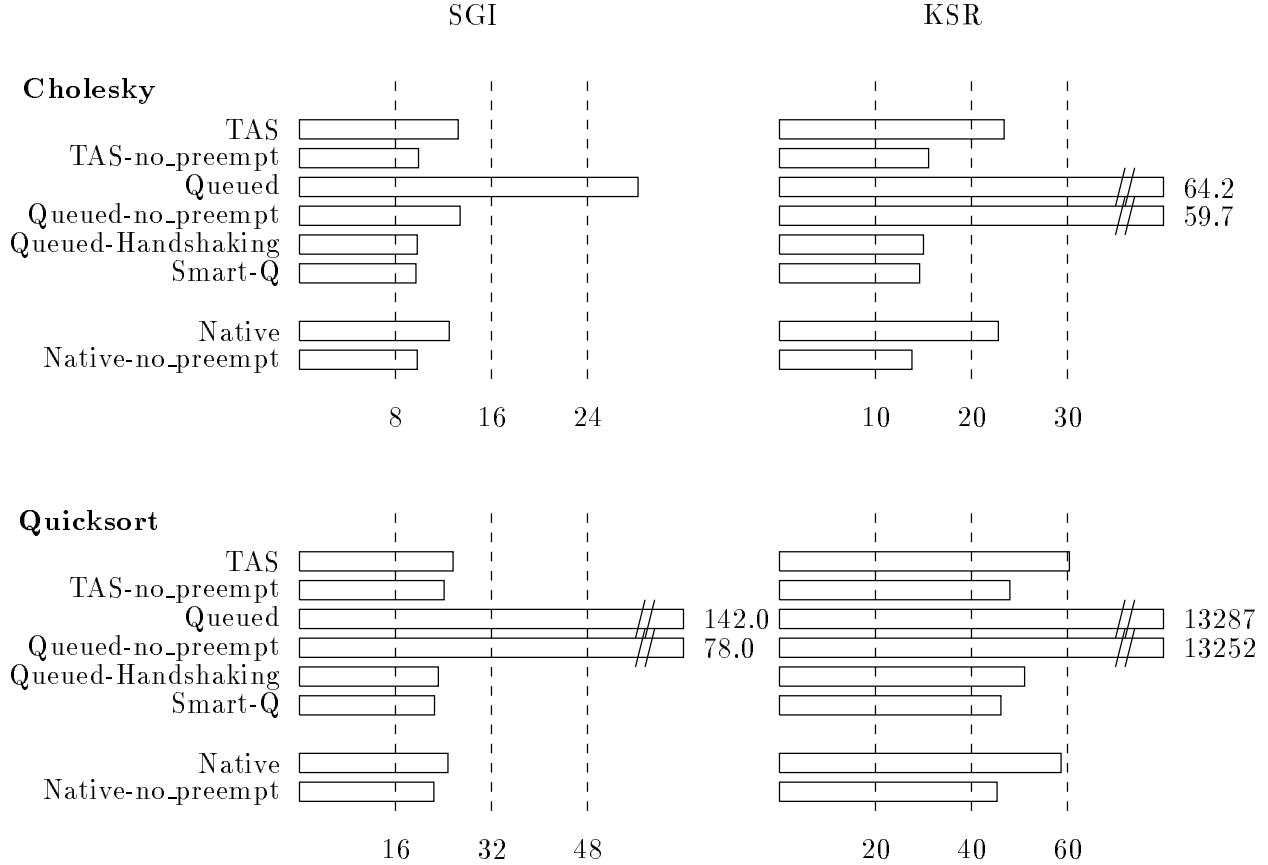 SGI KSR
Cholesky
TAS
TAS-no_preempt
Queued 64.2
Queued-no_preempt 59.7
Queued-Handshaking
Smart-Q
Native
Native-no_preempt
8 16 24 10 20 30
Quicksort
TAS
TAS-no_preempt
Queued 142.0 13287
Queued-no_preempt 78.0 13252
Queued-Handshaking
Smart-Q
Native
Native-no_preempt
16 32 48 20 40 60